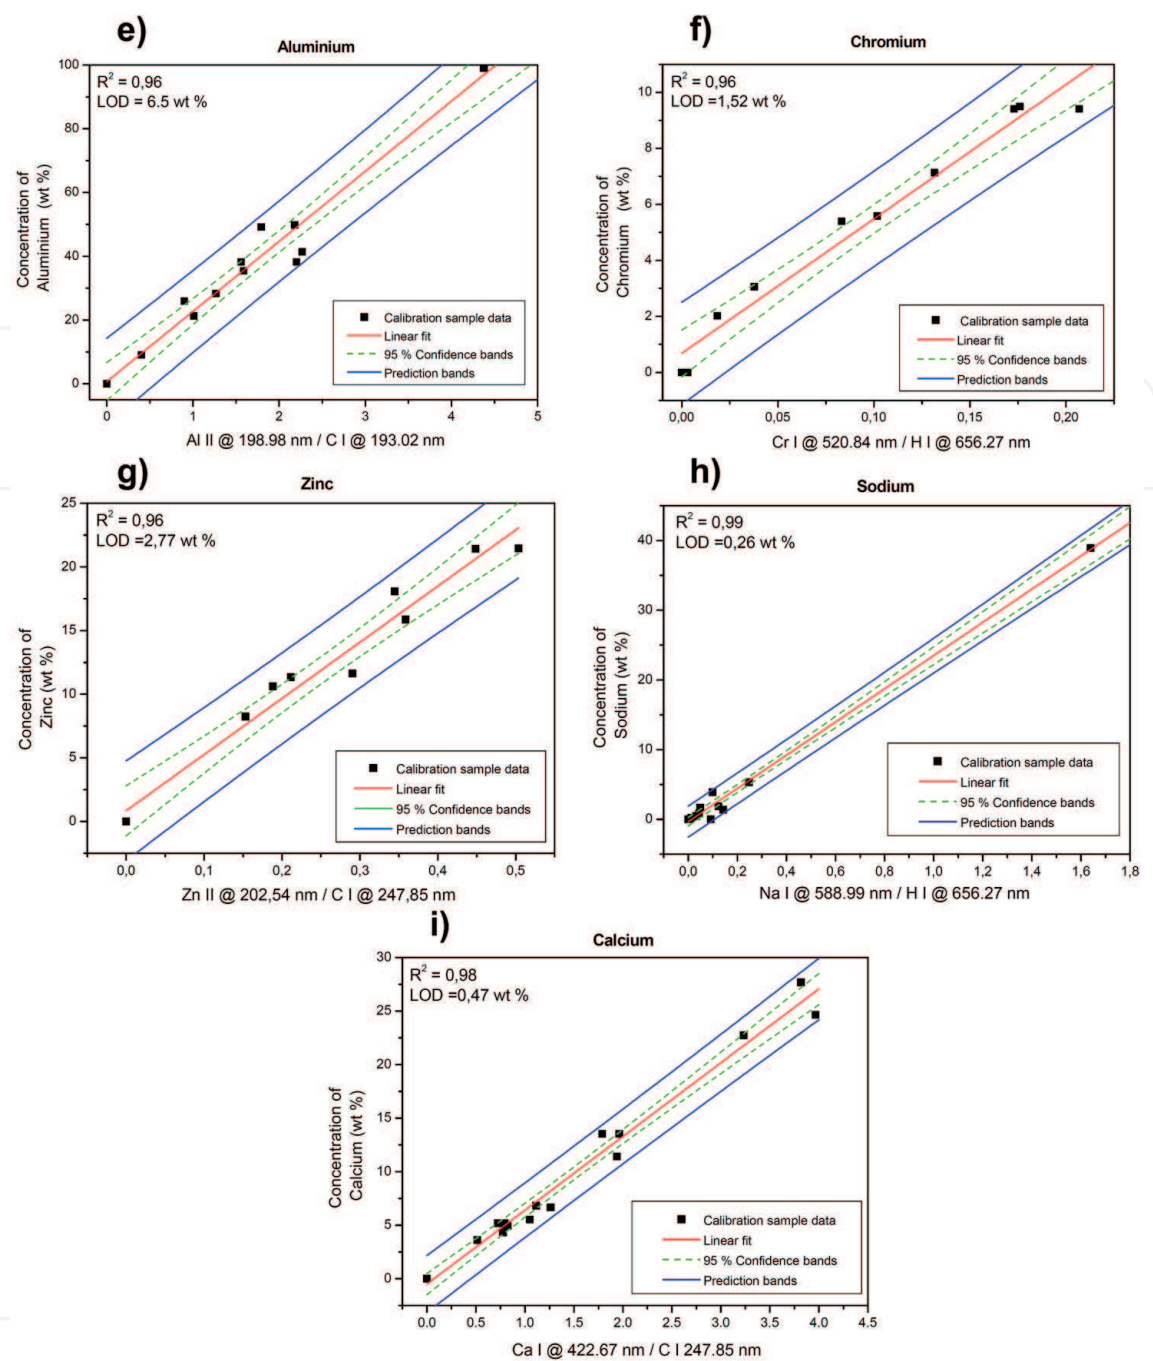 e)
Aluminium
R² = 0,96
LOD = 6.5 wt %
100
80
60
40
20
0
Concentration of
Aluminium (wt %)
Calibration sample data
Linear fit
95 % Confidence bands
Prediction bands
0 1 2 3 4 5
Al II @ 198.98 nm / C I @ 193.02 nm
f)
Chromium
R² = 0,96
LOD =1,52 wt %
10
8
6
4
2
0
Concentration of
Chromium (wt %)
Calibration sample data
Linear fit
95 % Confidence bands
Prediction bands
0,00 0,05 0,10 0,15 0,20
Cr I @ 520.84 nm / H I @ 656.27 nm
g)
Zinc
R² = 0,96
LOD =2,77 wt %
25
20
15
10
5
0
Concentration of
Zinc (wt %)
Calibration sample data
Linear fit
95 % Confidence bands
Prediction bands
0,0 0,1 0,2 0,3 0,4 0,5
Zn II @ 202,54 nm / C I @ 247,85 nm
h)
Sodium
R² = 0,99
LOD =0,26 wt %
40
30
20
10
0
Concentration of
Sodium (wt %)
Calibration sample data
Linear fit
95 % Confidence bands
Prediction bands
0,0 0,2 0,4 0,6 0,8 1,0 1,2 1,4 1,6 1,8
Na I @ 588.99 nm / H I @ 656.27 nm
i)
Calcium
R² = 0,98
LOD =0,47 wt %
30
25
20
15
10
5
0
Concentration of
Calcium (wt %)
Calibration sample data
Linear fit
95 % Confidence bands
Prediction bands
0.0 0.5 1.0 1.5 2.0 2.5 3.0 3.5 4.0 4.5
Ca I @ 422.67 nm / C I 247.85 nm